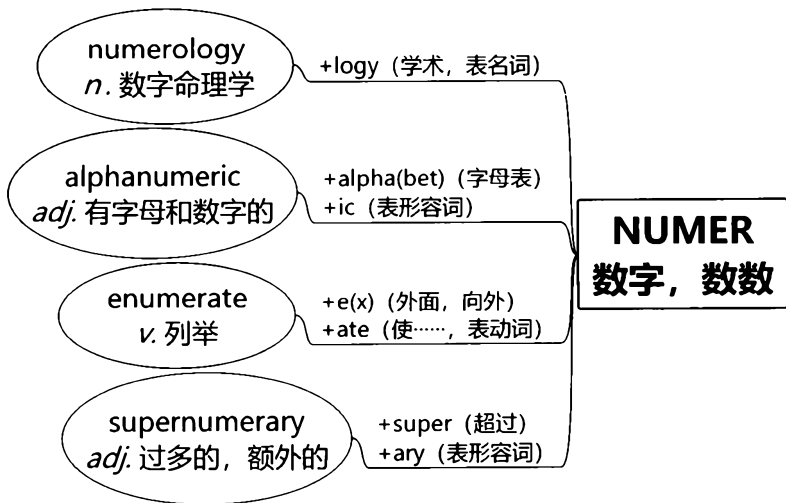 numerology
n. 数字命理学
+logy（学术，表名词）
alphanumeric
adj. 有字母和数字的
+alpha(bet)（字母表）
+ic（表形容词）
enumerate
v. 列举
+e(x)（外面，向外）
+ate（使……，表动词）
supernumerary
adj. 过多的，额外的
+super（超过）
+ary（表形容词）
NUMER
数字，数数